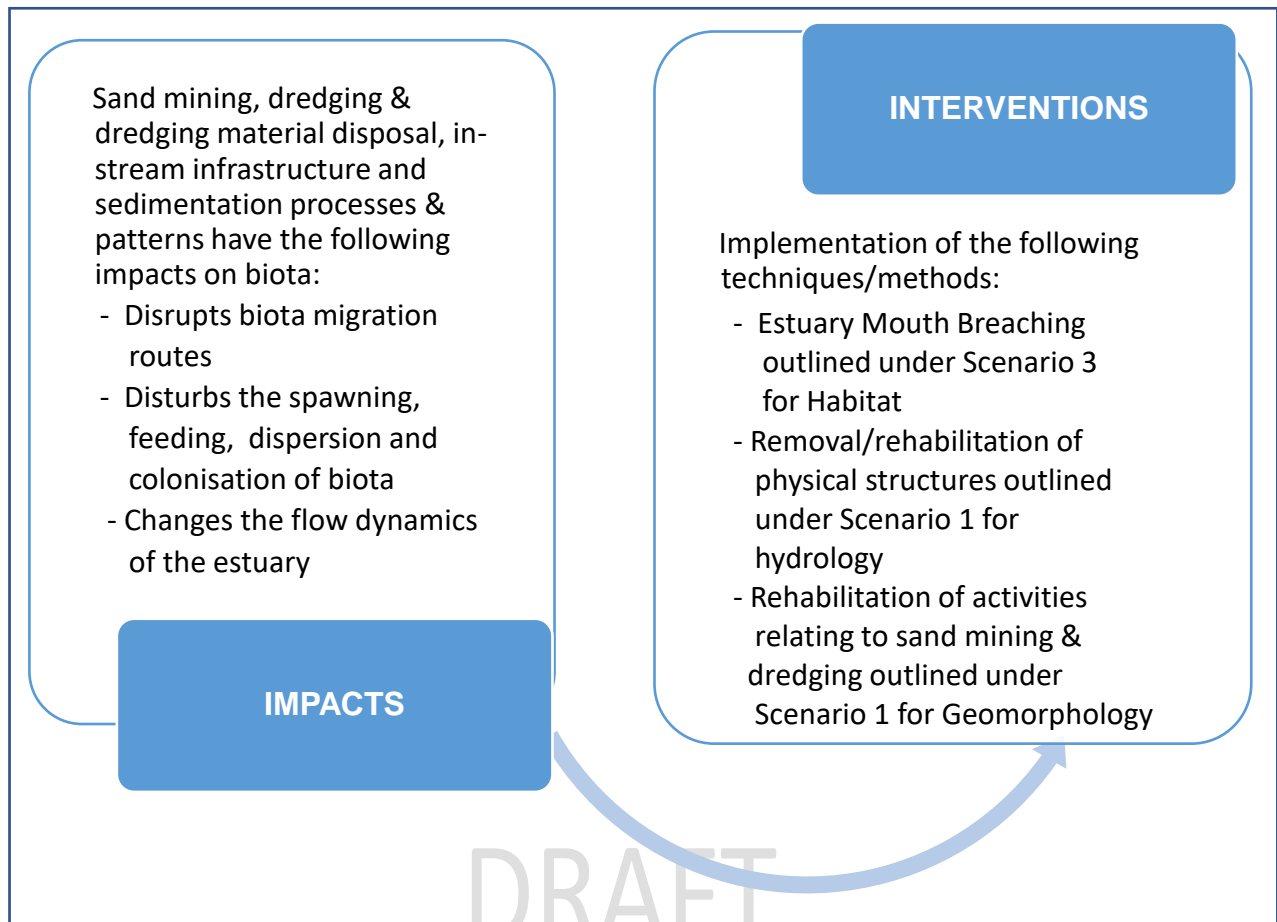 Sand mining, dredging &
dredging material disposal, in-
stream infrastructure and
sedimentation processes &
patterns have the following
impacts on biota:
- Disrupts biota migration
routes
- Disturbs the spawning,
feeding, dispersion and
colonisation of biota
- Changes the flow dynamics
of the estuary
IMPACTS
INTERVENTIONS
Implementation of the following
techniques/methods:
- Estuary Mouth Breaching
outlined under Scenario 3
for Habitat
- Removal/rehabilitation of
physical structures outlined
under Scenario 1 for
hydrology
- Rehabilitation of activities
relating to sand mining &
dredging outlined under
Scenario 1 for Geomorphology
DRAFT